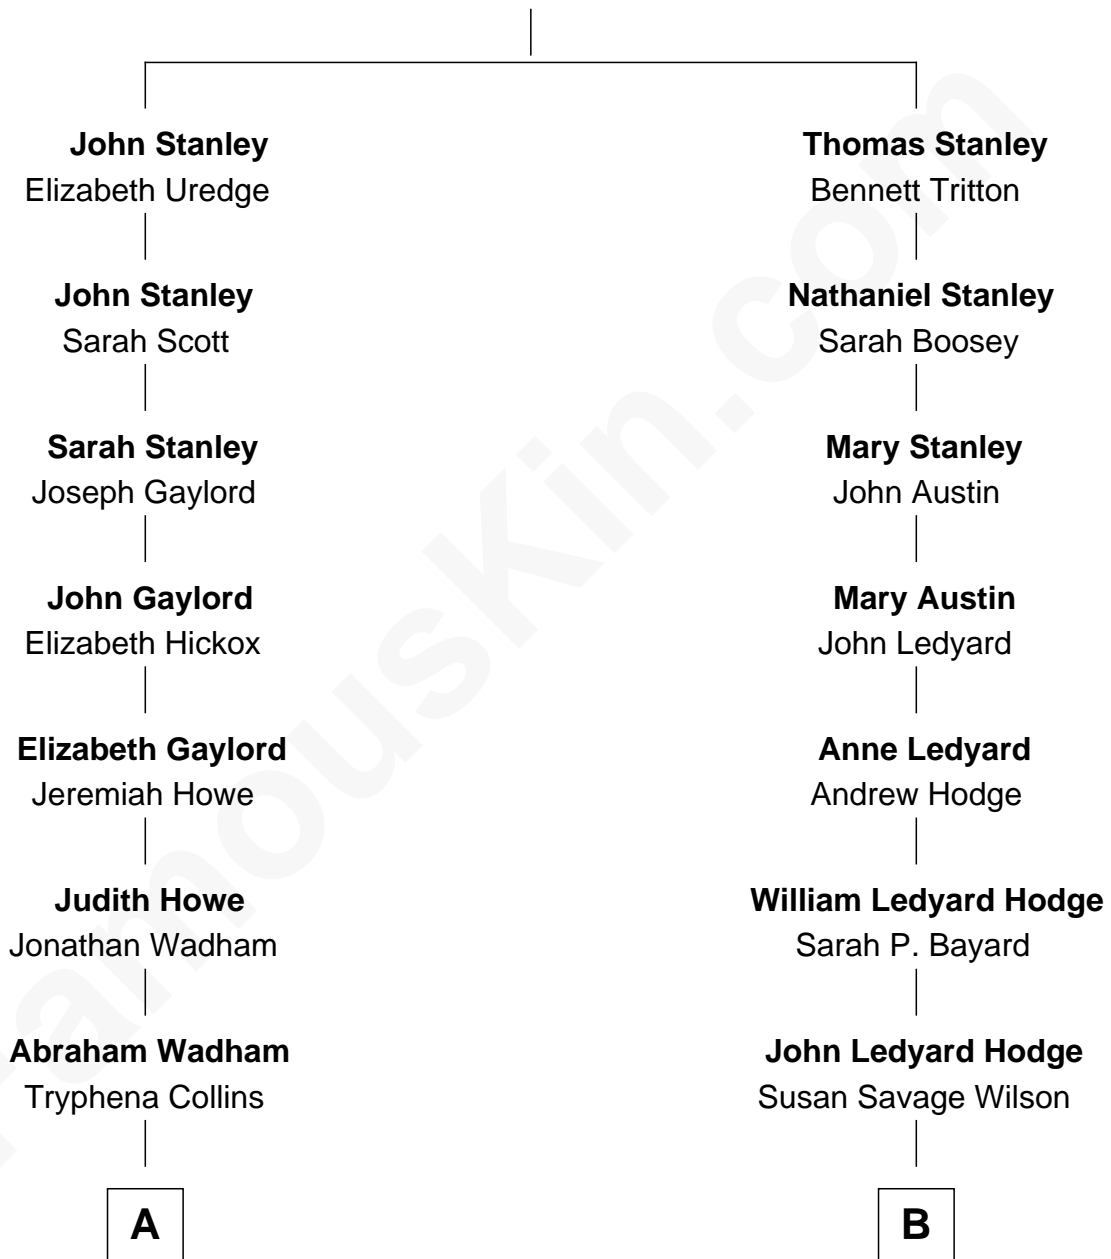 John Stanley
Elizabeth Uredge
John Stanley
Sarah Scott
Sarah Stanley
Joseph Gaylord
John Gaylord
Elizabeth Hickox
Elizabeth Gaylord
Jeremiah Howe
Judith Howe
Jonathan Wadham
Abraham Wadham
Tryphena Collins
A
Thomas Stanley
Bennett Tritton
Nathaniel Stanley
Sarah Boosey
Mary Stanley
John Austin
Mary Austin
John Ledyard
Anne Ledyard
Andrew Hodge
William Ledyard Hodge
Sarah P. Bayard
John Ledyard Hodge
Susan Savage Wilson
B
FamousKin.com